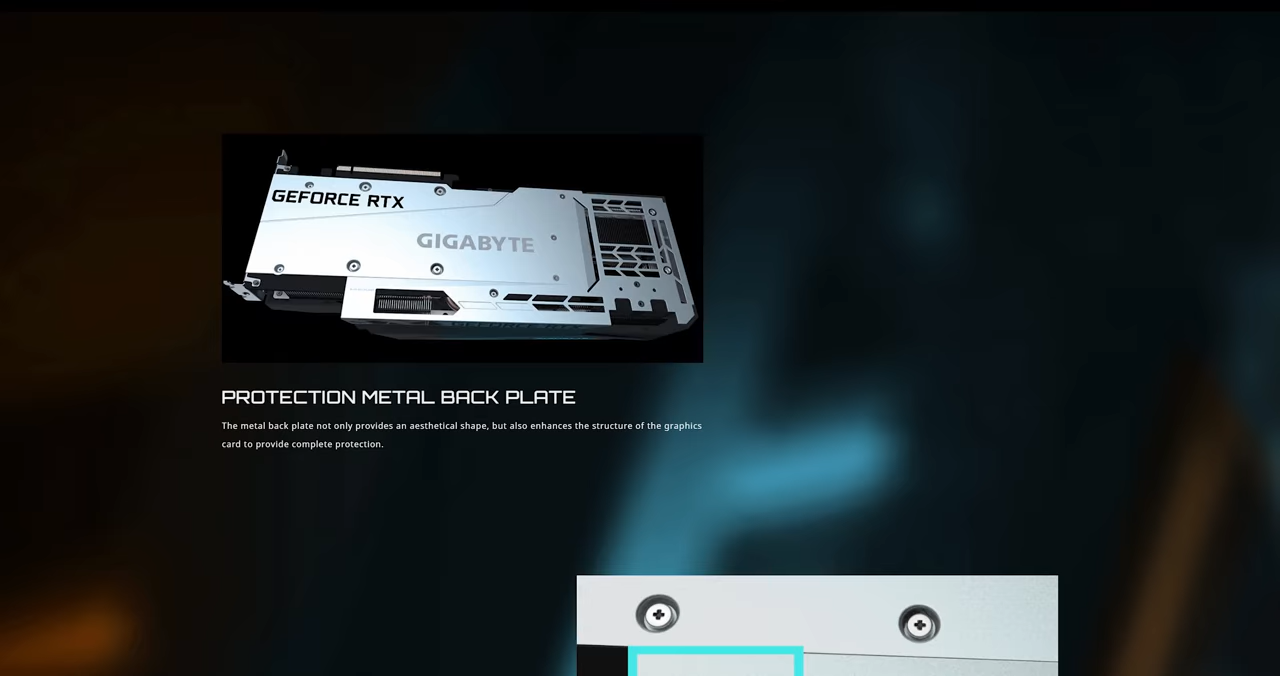 GEFORCE RTX
GIGABYTE
PROTECTION METAL BACK PLATE
The metal back plate not only provides an aesthetical shape, but also enhances the structure of the graphics
card to provide complete protection.